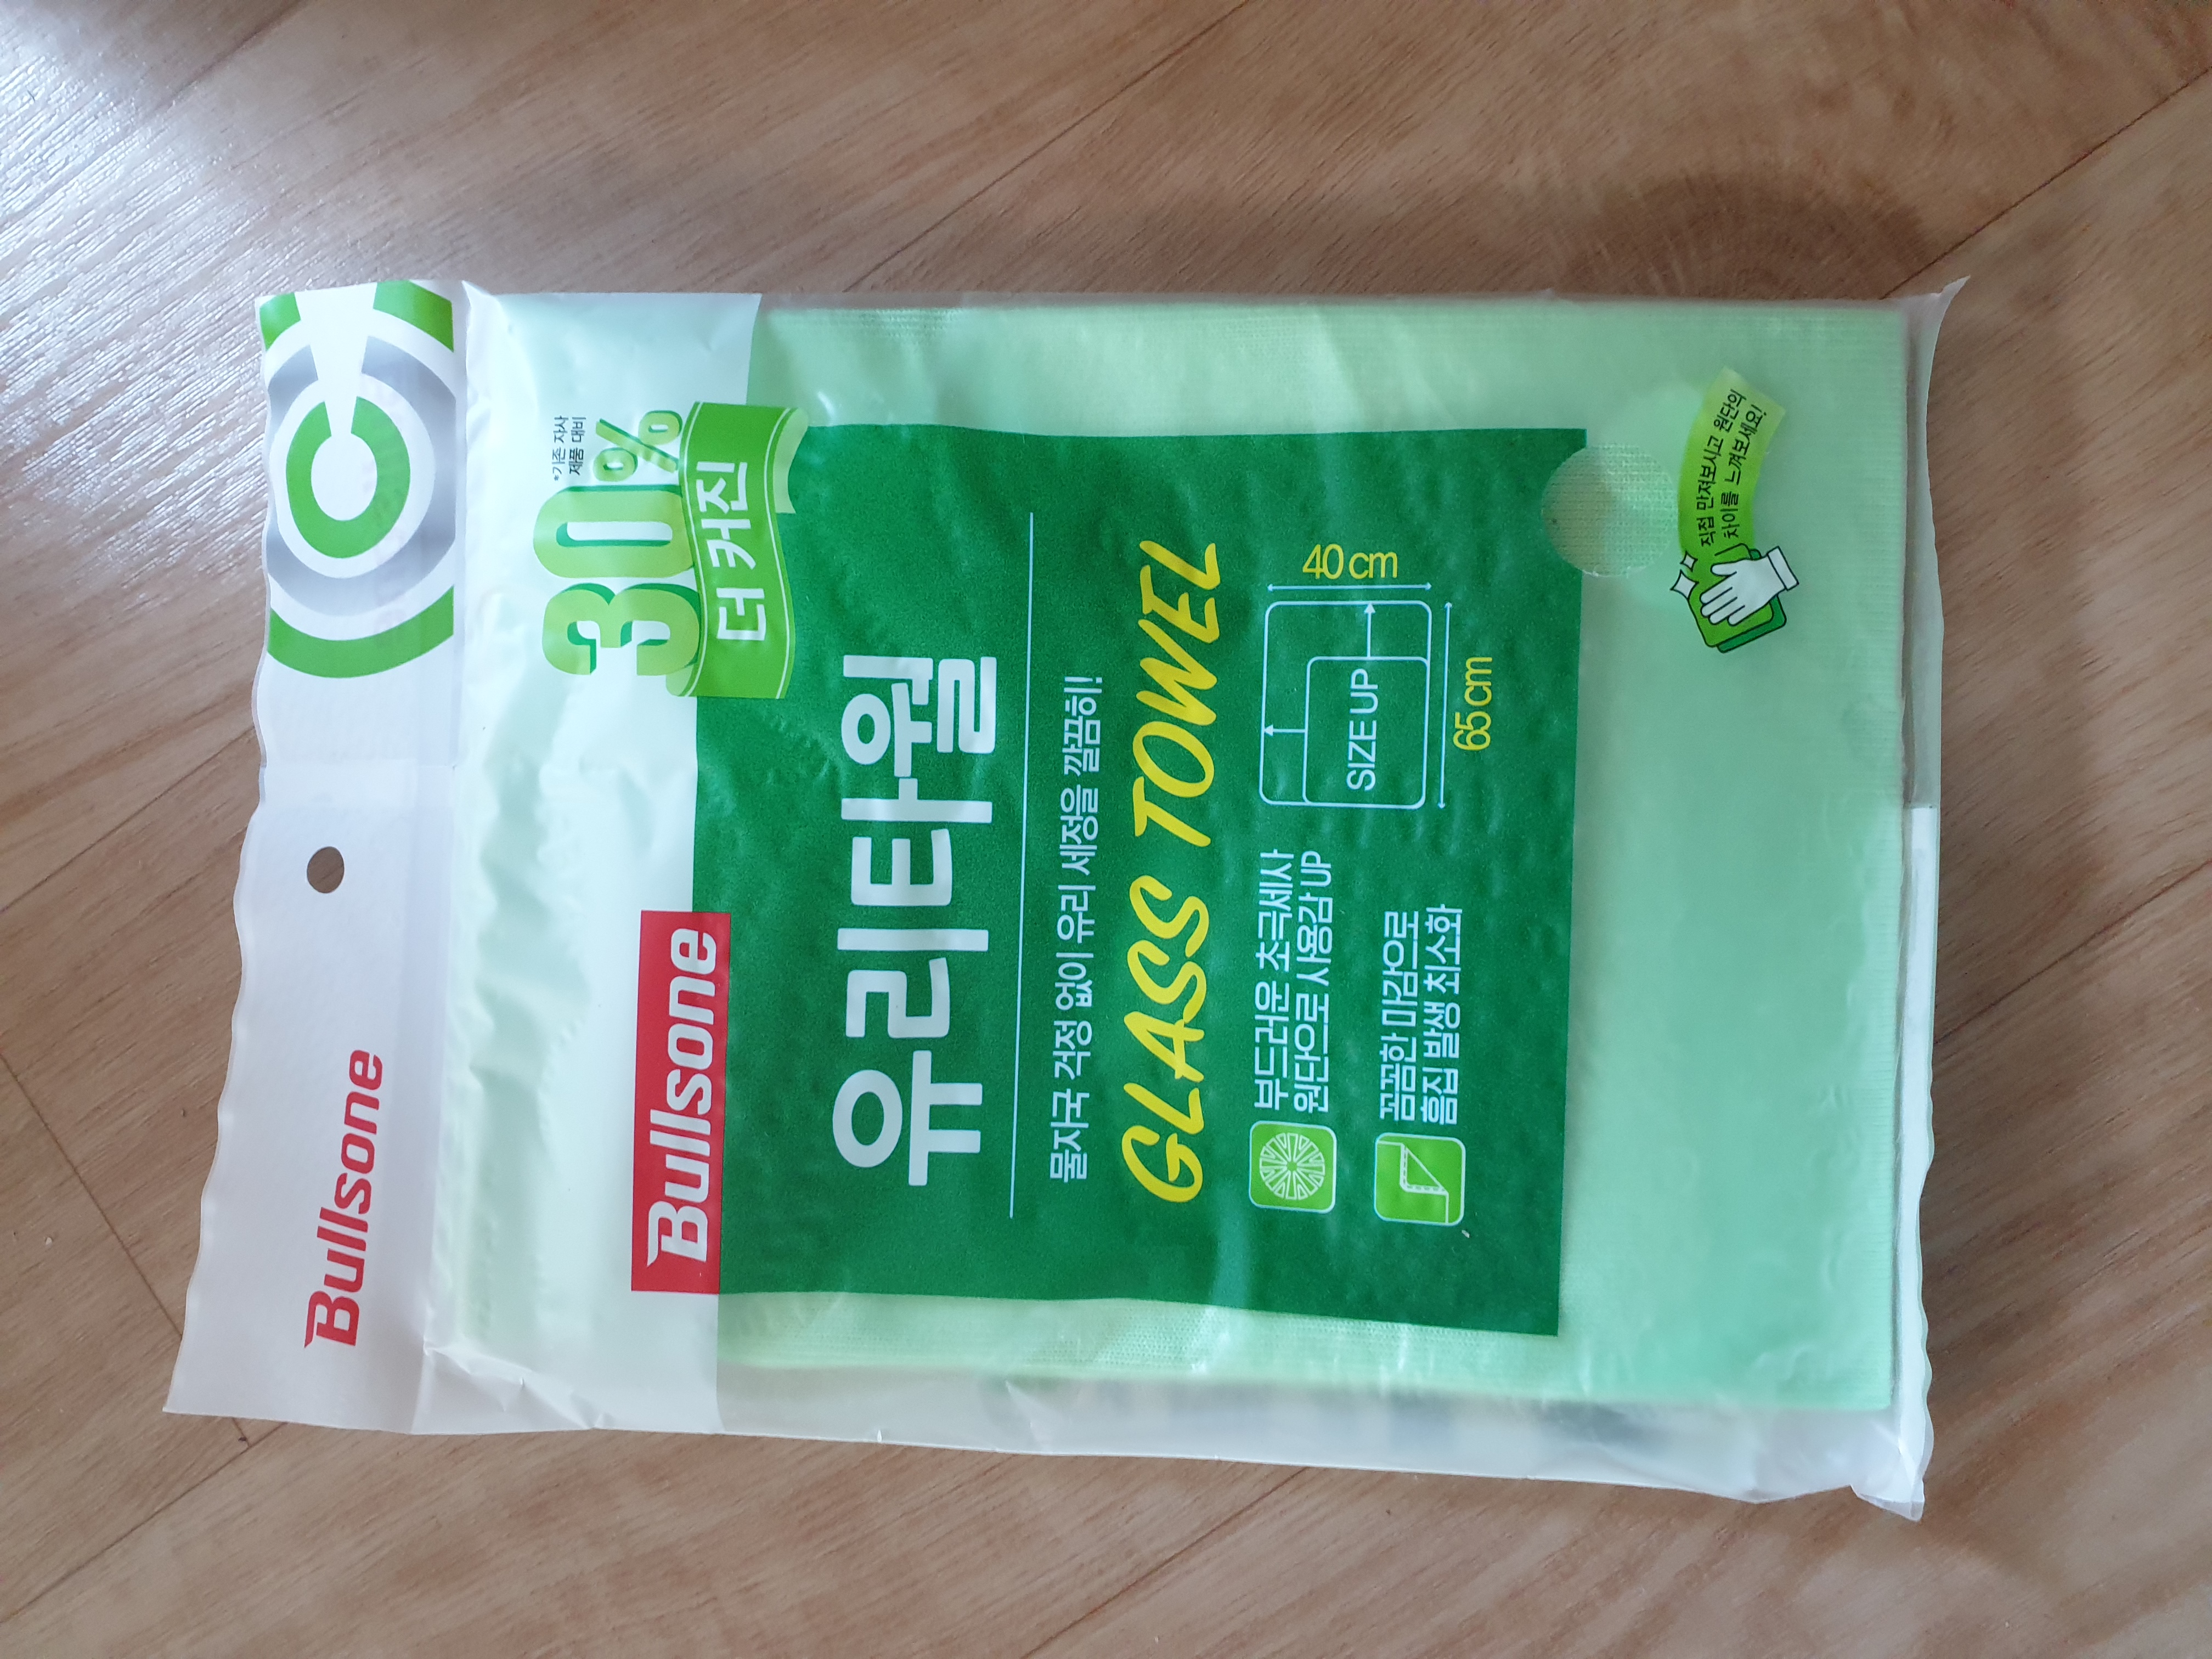 Bullsone
*기존 자사
제품 대비
30%
더 커진
Bullsone
유리타월
물자국 걱정 없이 유리 세정을 깔끔히!
GLASS TOWEL
부드러운 초극세사
원단으로 사용감 UP
꼼꼼한 마감으로
흠집 발생 최소화
SIZE UP
40 cm
65 cm
직접 만져보시고 원단의
차이를 느껴보세요!